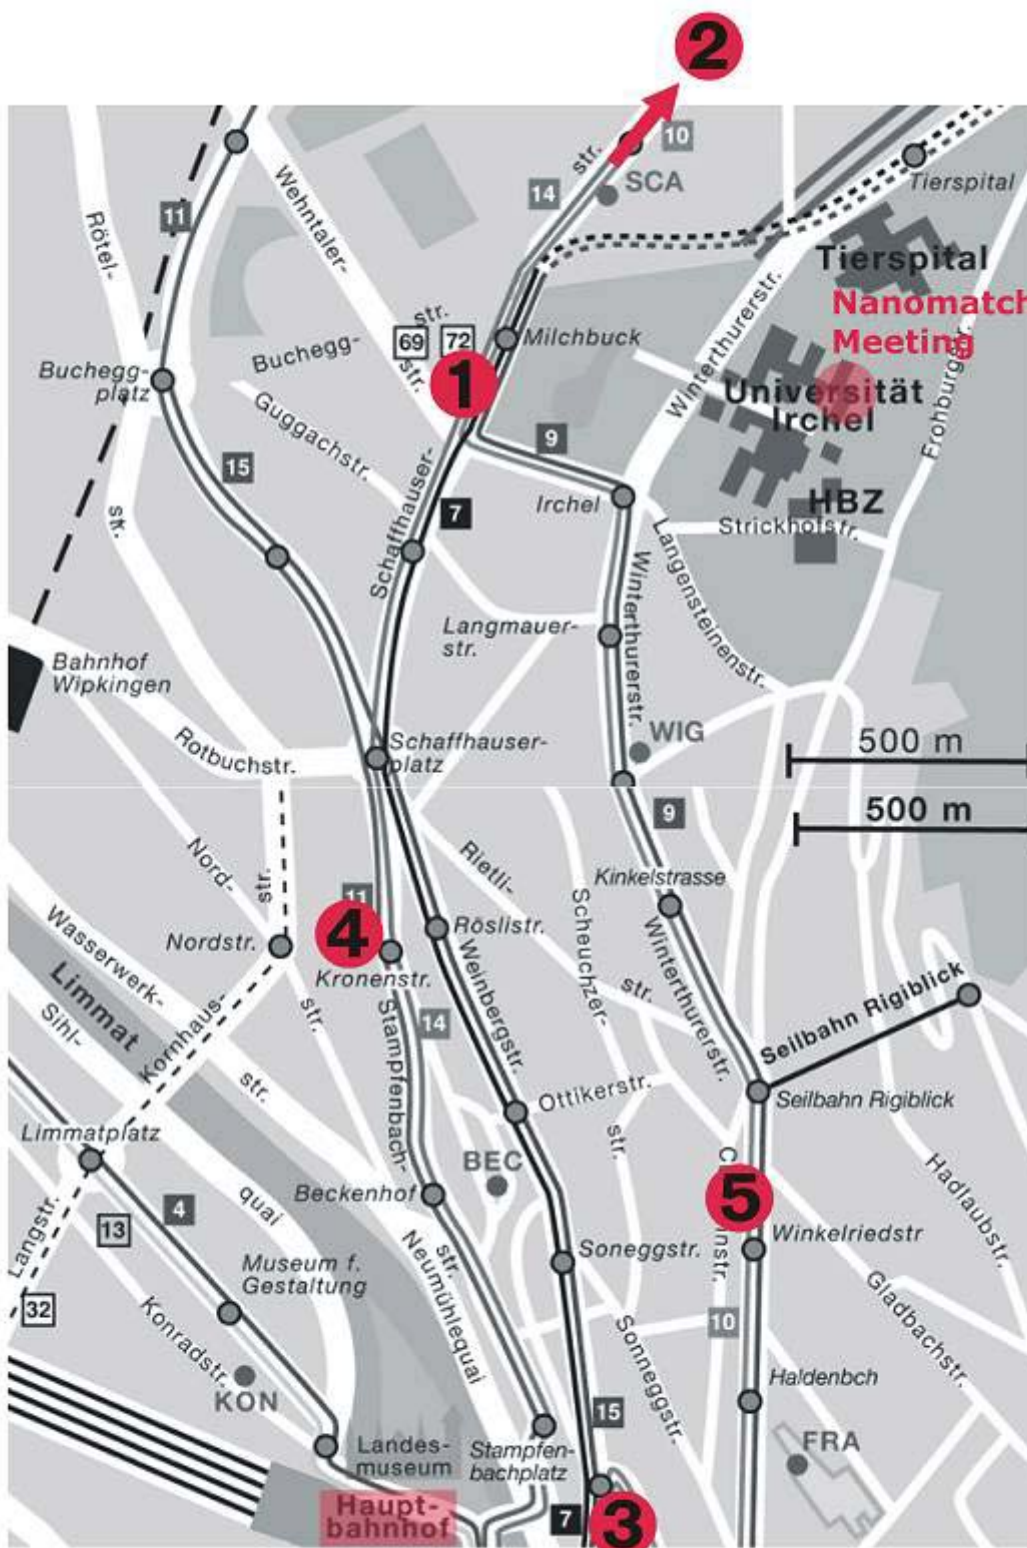 2
10
str.
SCA
14
Tierspital
Wehntaler-
11
Rötel-
Tierspital
Nanomatch
Meeting
str.
69
72
Milchbuck
Buchegg-
str.
Winterthurerstr.
Buchegg-
platz
1
Universität
Irchel
Guggachstr.
Frohburger.
9
15
Schaffhauser-
7
Irchel
HBZ
Strickhofstr.
str.
Langensteinenstr.
Winterthurerstr.
Langmauer-
str.
Bahnhof
Wipkingen
WIG
500 m
Schaffhauser-
platz
Rotbuchstr.
500 m
9
Nord-
str.
Rietli-
Kinkelstrasse
11
4
Scheuchzer-
Wasserwerk-
Nordstr.
Röslistr.
Kronenstr.
Weinbergstr.
Winterthurerstr.
Seilbahn Rigiblick
Limmat
Sihl-
Kornhaus-
str.
str.
Stampfenbach-
14
str.
Ottikerstr.
Seilbahn Rigiblick
Limmatplatz
BEC
str.
5
Hadlaubstr.
4
quai
Beckenhof
13
Langstr.
Museum f.
Gestaltung
str.
Neumühlequai
Soneggstr.
Winkelriedstr
32
Konradstr.
10
Gladbachstr.
Sonneggstr.
KON
Haldenbch
15
Landes-
museum
Stampfen-
bachplatz
FRA
Haupt-
bahnhof
7
3